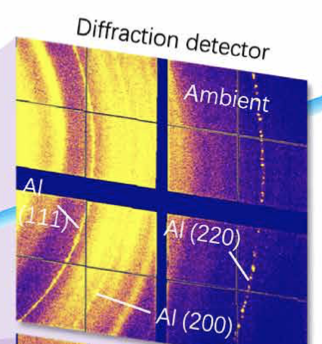 Diffraction detector
Ambient
Al
(111)
Al (220)
Al (200)